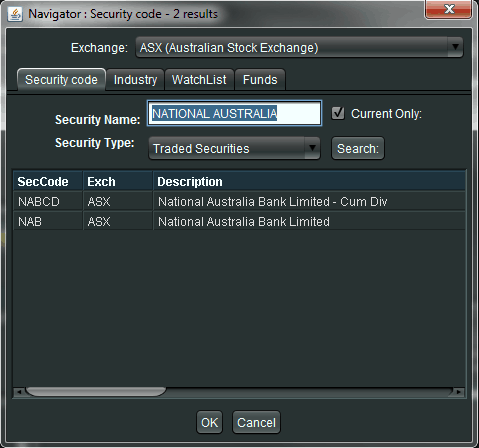 Navigator : Security code - 2 results
Exchange: ASX (Australian Stock Exchange)
Security code Industry WatchList Funds
Security Name: NATIONAL AUSTRALIA Current Only:
Security Type: Traded Securities Search:
SecCode Exch Description
NABCD ASX National Australia Bank Limited - Cum Div
NAB ASX National Australia Bank Limited
OK Cancel